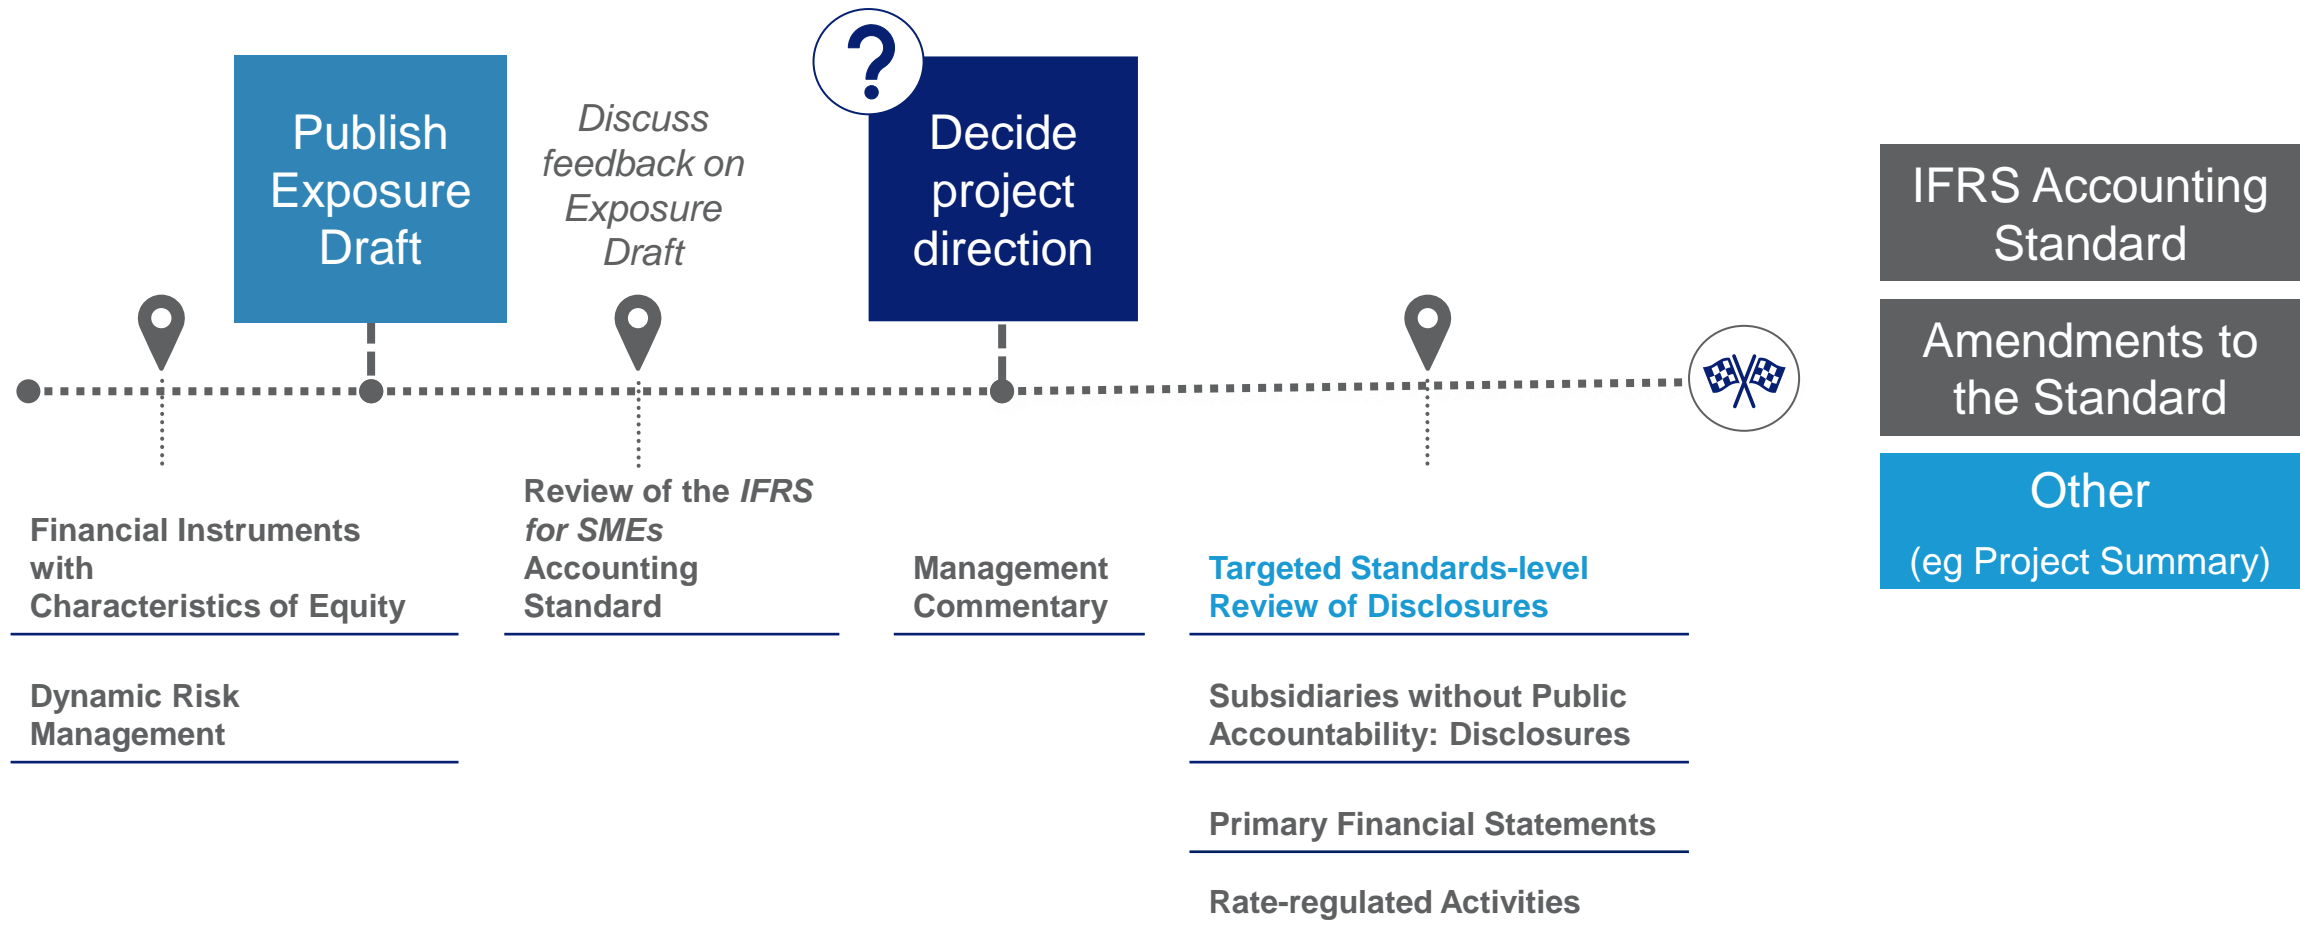 Publish
Exposure
Draft
Discuss
feedback on
Exposure
Draft
?
Decide
project
direction
IFRS Accounting
Standard
Amendments to
the Standard
Other
(eg Project Summary)
Financial Instruments
with
Characteristics of Equity
Dynamic Risk
Management
Review of the IFRS
for SMEs
Accounting
Standard
Management
Commentary
Targeted Standards-level
Review of Disclosures
Subsidiaries without Public
Accountability: Disclosures
Primary Financial Statements
Rate-regulated Activities